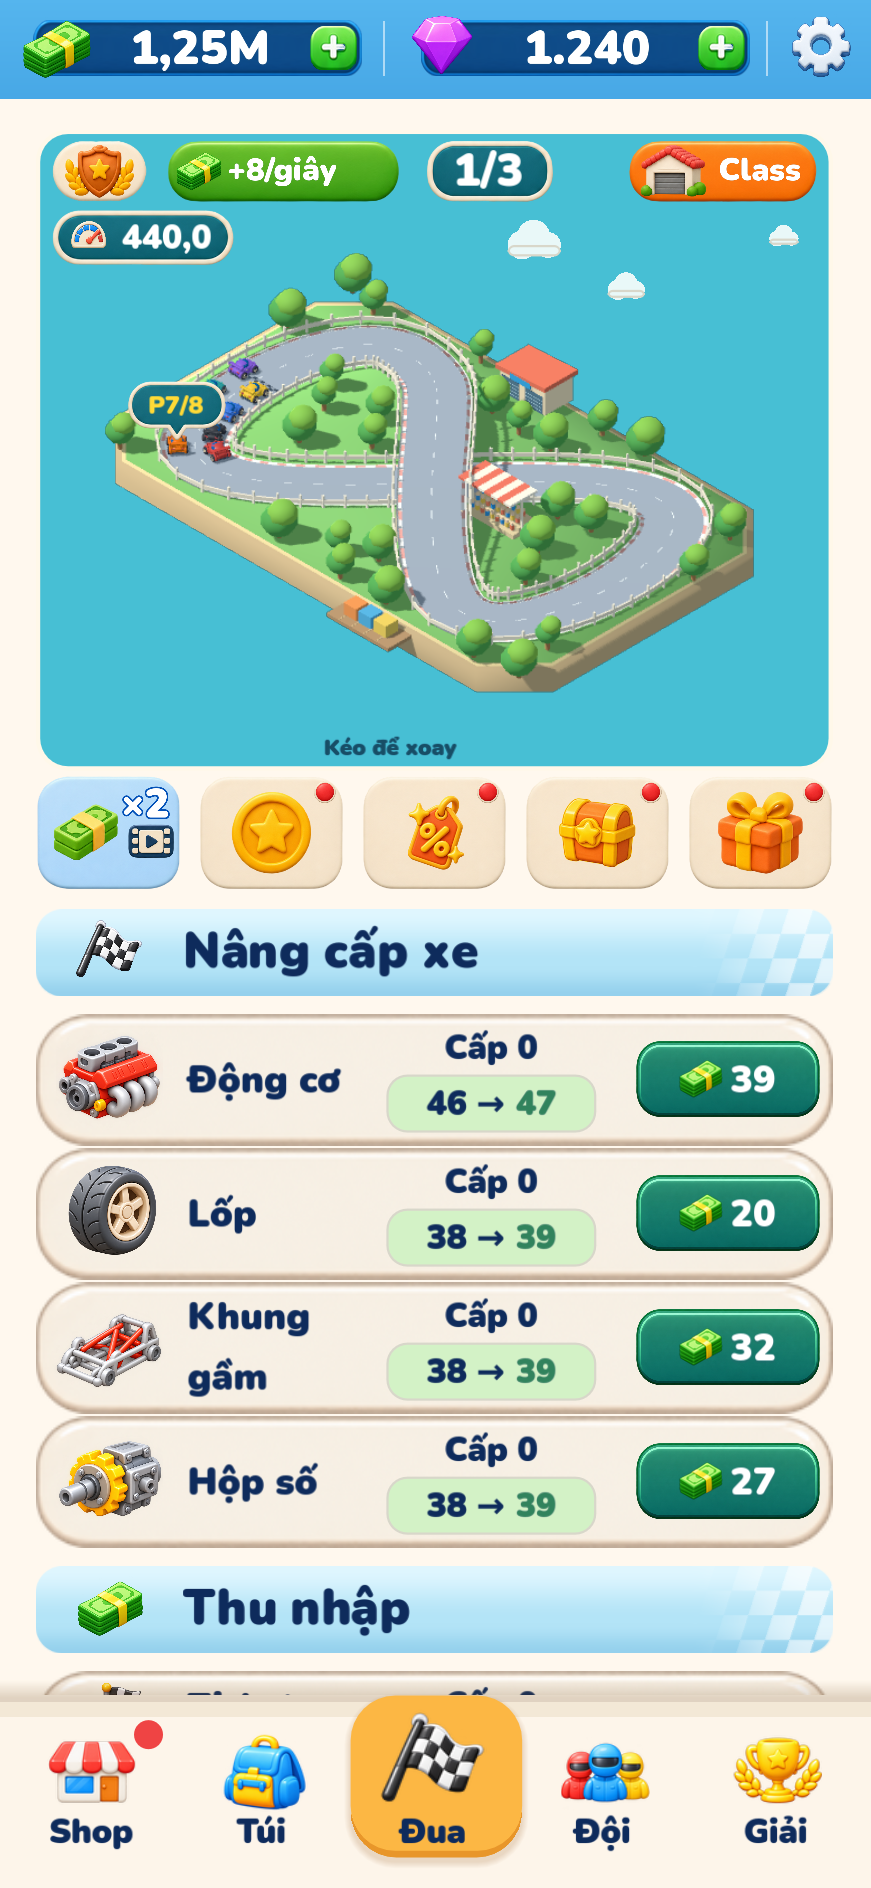 1,25M
1.240
+8/giây
1/3
Class
440,0
P7/8
Kéo để xoay
×2
Nâng cấp xe
Động cơ
Cấp 0
46 → 47
39
Lốp
Cấp 0
38 → 39
20
Khung
gầm
Cấp 0
38 → 39
32
Hộp số
Cấp 0
38 → 39
27
Thu nhập
Shop
Túi
Đua
Đội
Giải